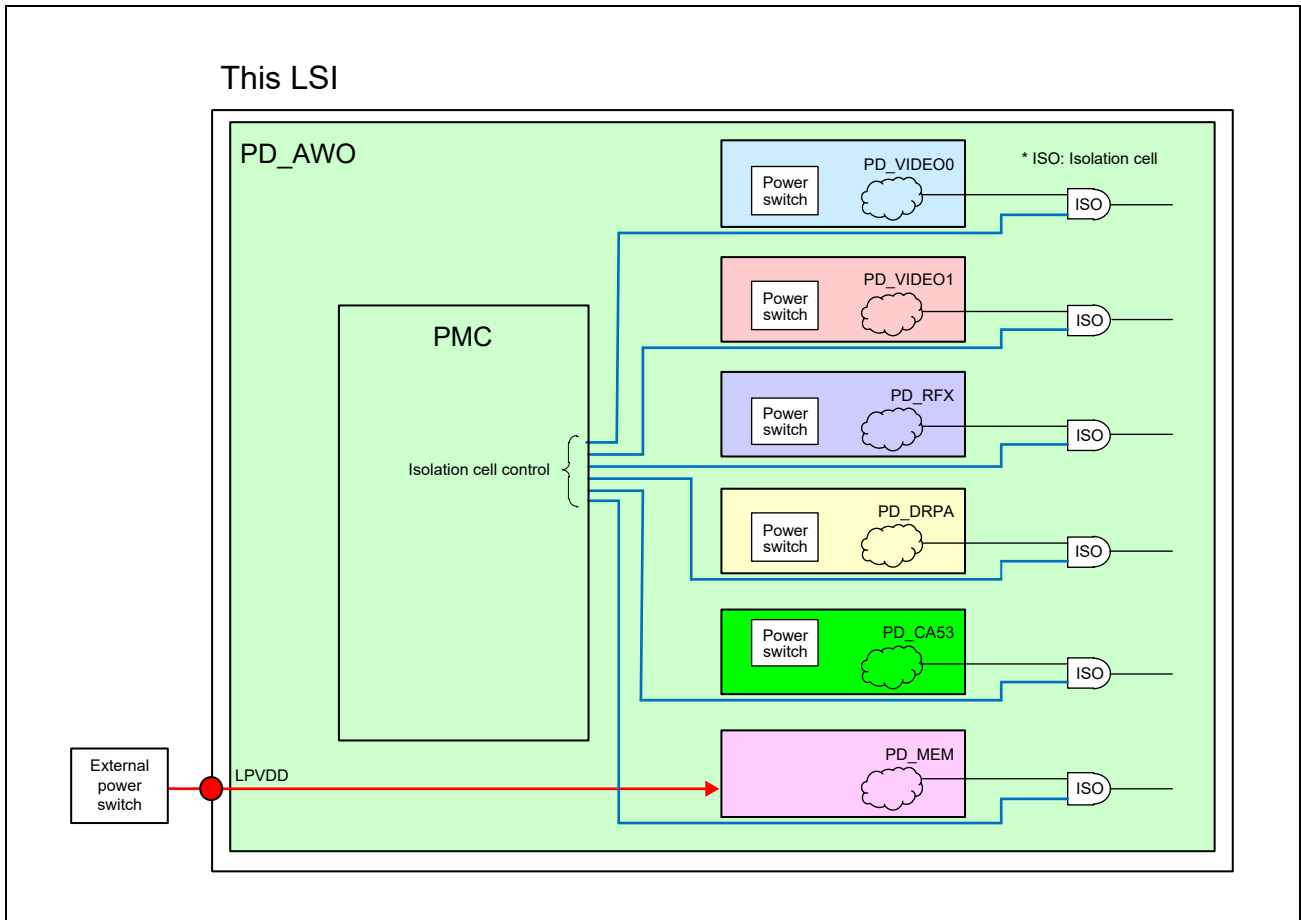 This LSI
PD_AWO
* ISO: Isolation cell
PD_VIDEO0
Power
switch
ISO
PD_VIDEO1
Power
switch
ISO
PMC
PD_RFX
Power
switch
ISO
Isolation cell control
PD_DRPA
Power
switch
ISO
PD_CA53
Power
switch
ISO
PD_MEM
ISO
External
power
switch
LPVDD